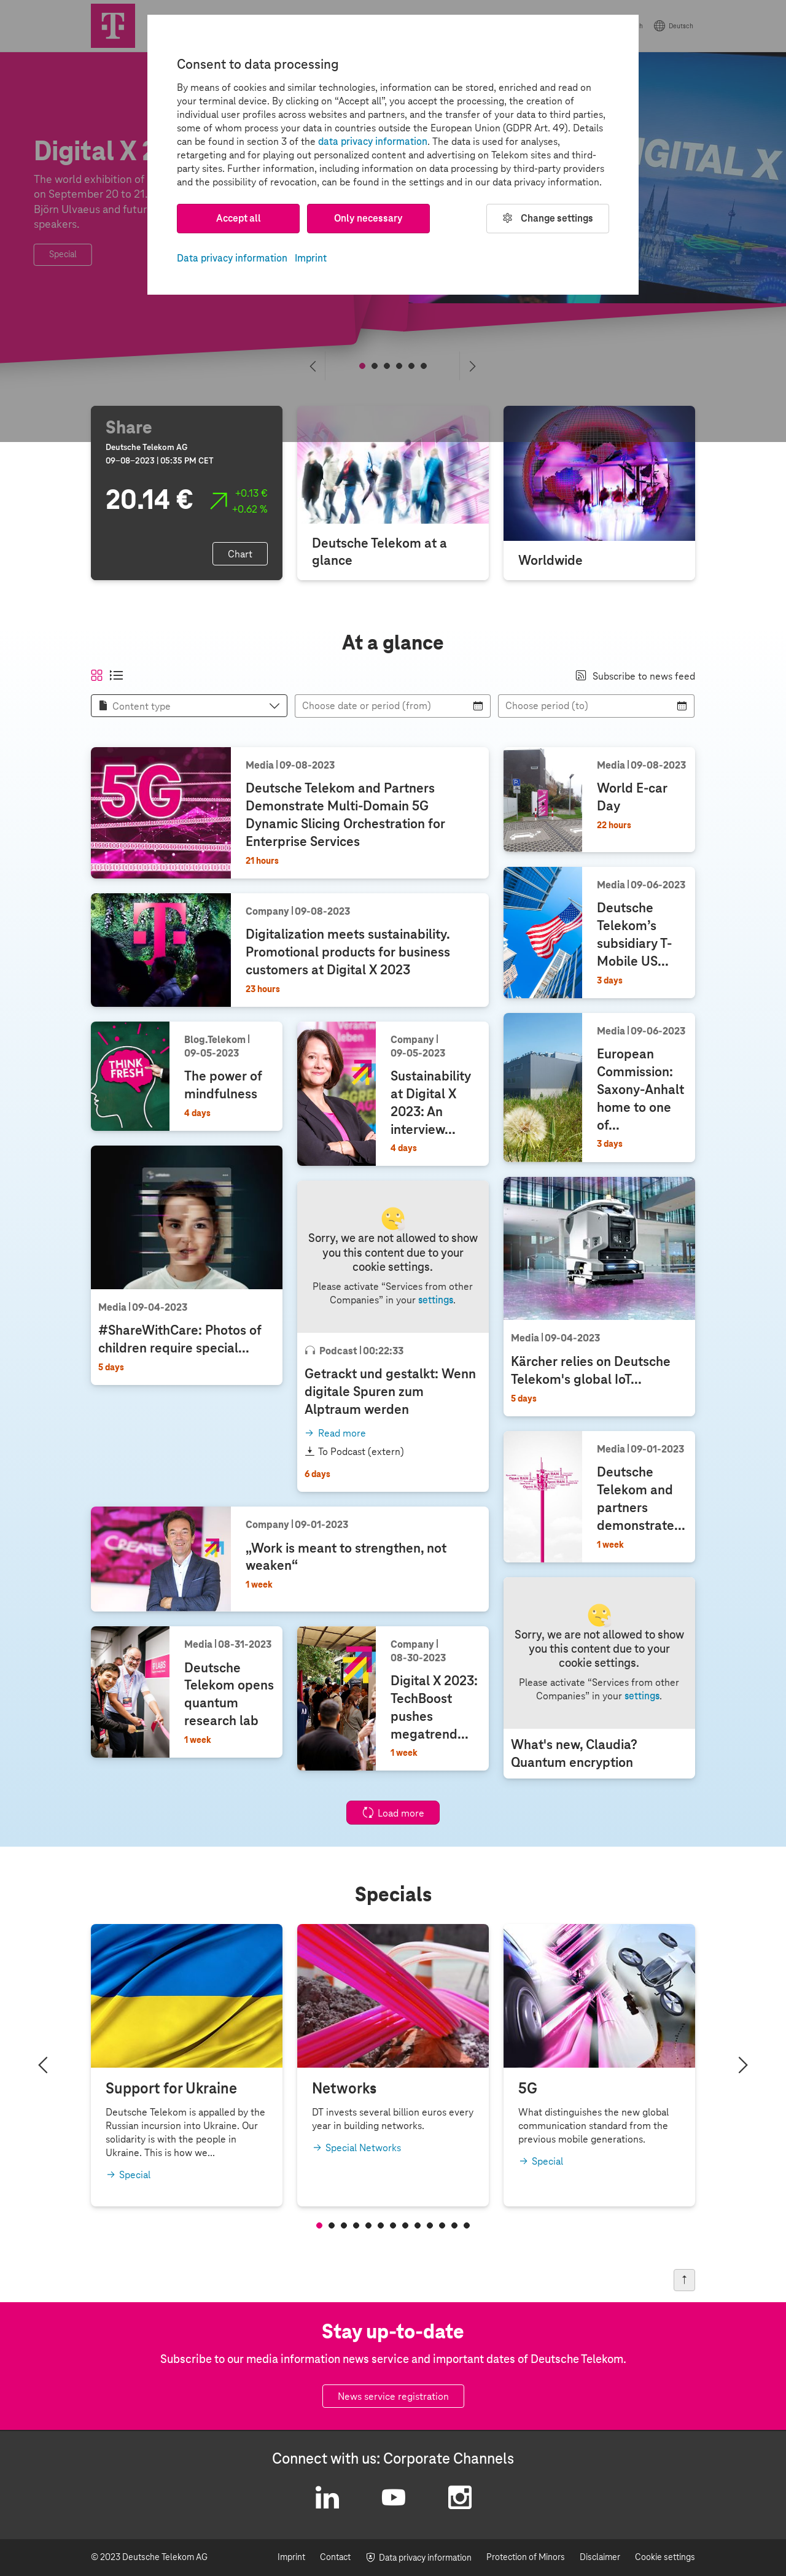 Deutsch
Consent to data processing
By means of cookies and similar technologies, information can be stored, enriched and read on
your terminal device. By clicking on “Accept all”, you accept the processing, the creation of
individual user profiles across websites and partners, and the transfer of your data to third parties,
some of whom process your data in countries outside the European Union (GDPR Art. 49). Details
can be found in section 3 of the data privacy information. The data is used for analyses,
retargeting and for playing out personalized content and advertising on Telekom sites and third-
party sites. Further information, including information on data processing by third-party providers
and the possibility of revocation, can be found in the settings and in our data privacy information.
Accept all
Only necessary
Change settings
Data privacy information Imprint
Digital X 2
The world exhibition of
on September 20 to 21.
Björn Ulvaeus and futur
speakers.
Special
DIGITAL X
Share
Deutsche Telekom AG
09-08-2023 | 05:35 PM CET
20.14 €
+0.13 €
+0.62 %
Chart
Deutsche Telekom at a
glance
Worldwide
At a glance
Subscribe to news feed
Content type
Choose date or period (from)
Choose period (to)
5G
Media | 09-08-2023
Deutsche Telekom and Partners
Demonstrate Multi-Domain 5G
Dynamic Slicing Orchestration for
Enterprise Services
21 hours
Media | 09-08-2023
World E-car
Day
22 hours
Company | 09-08-2023
Digitalization meets sustainability.
Promotional products for business
customers at Digital X 2023
23 hours
Media | 09-06-2023
Deutsche
Telekom’s
subsidiary T-
Mobile US...
3 days
THINK
FRESH
Blog.Telekom |
09-05-2023
The power of
mindfulness
4 days
Company |
09-05-2023
Sustainability
at Digital X
2023: An
interview...
4 days
Media | 09-06-2023
European
Commission:
Saxony-Anhalt
home to one
of...
3 days
Media | 09-04-2023
#ShareWithCare: Photos of
children require special...
5 days
Sorry, we are not allowed to show
you this content due to your
cookie settings.
Please activate “Services from other
Companies” in your settings.
Podcast | 00:22:33
Getrackt und gestalkt: Wenn
digitale Spuren zum
Alptraum werden
Read more
To Podcast (extern)
6 days
Media | 09-04-2023
Kärcher relies on Deutsche
Telekom's global IoT...
5 days
Media | 09-01-2023
Deutsche
Telekom and
partners
demonstrate...
1 week
Company | 09-01-2023
„Work is meant to strengthen, not
weaken“
1 week
Sorry, we are not allowed to show
you this content due to your
cookie settings.
Please activate “Services from other
Companies” in your settings.
What's new, Claudia?
Quantum encryption
Media | 08-31-2023
Deutsche
Telekom opens
quantum
research lab
1 week
Company |
08-30-2023
Digital X 2023:
TechBoost
pushes
megatrend...
1 week
Load more
Specials
Support for Ukraine
Deutsche Telekom is appalled by the
Russian incursion into Ukraine. Our
solidarity is with the people in
Ukraine. This is how we...
Special
Networks
DT invests several billion euros every
year in building networks.
Special Networks
5G
What distinguishes the new global
communication standard from the
previous mobile generations.
Special
Stay up-to-date
Subscribe to our media information news service and important dates of Deutsche Telekom.
News service registration
Connect with us: Corporate Channels
© 2023 Deutsche Telekom AG
Imprint
Contact
Data privacy information
Protection of Minors
Disclaimer
Cookie settings